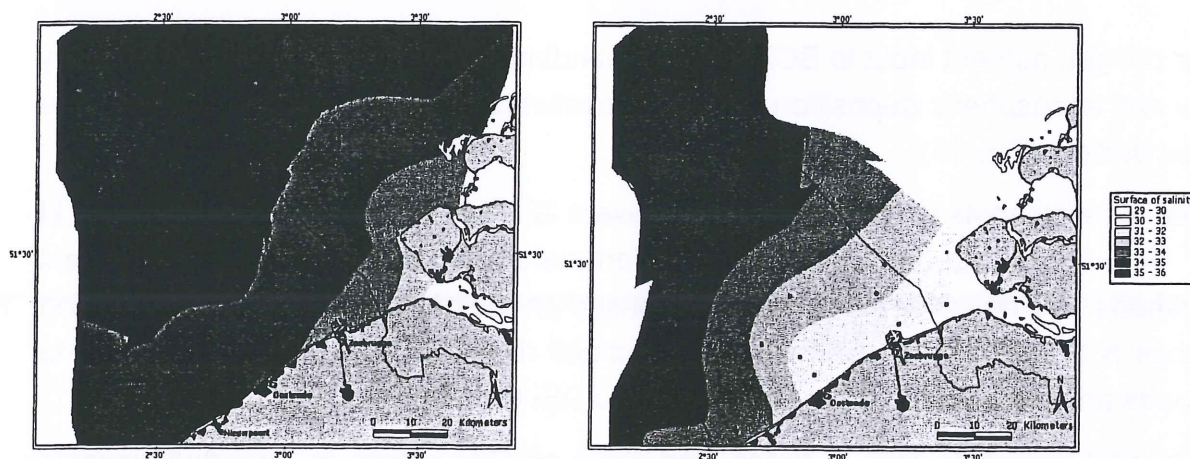 2°30' 3°00' 3°30'
51°30'
Oostende
Nieuwpoort
N
0 10 20 Kilometers
2°30' 3°00' 3°30'
2°30' 3°00' 3°30'
51°30' 51°30'
Zeebrugge
Oostende
N
0 10 20 Kilometers
2°30' 3°00' 3°30'
Surface of salinit
29 - 30
30 - 31
31 - 32
32 - 33
33 - 34
34 - 35
35 - 36